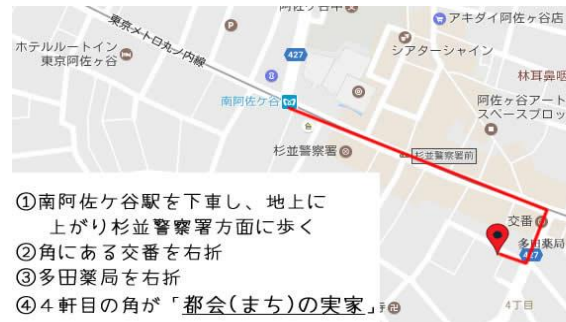 阿佐ヶ谷中
アキダイ阿佐ヶ谷店
東京メトロ丸ノ内線
427
シアターシャイン
ホテルルートイン
東京阿佐ヶ谷
林耳鼻咽
南阿佐ケ谷
阿佐ヶ谷アート
スペースブロッ
杉並警察署
杉並警察署前
交番
多田薬局
427
4丁目
①南阿佐ケ谷駅を下車し、地上に
上がり杉並警察署方面に歩く
②角にある交番を右折
③多田薬局を右折
④4軒目の角が「都会(まち)の実家」